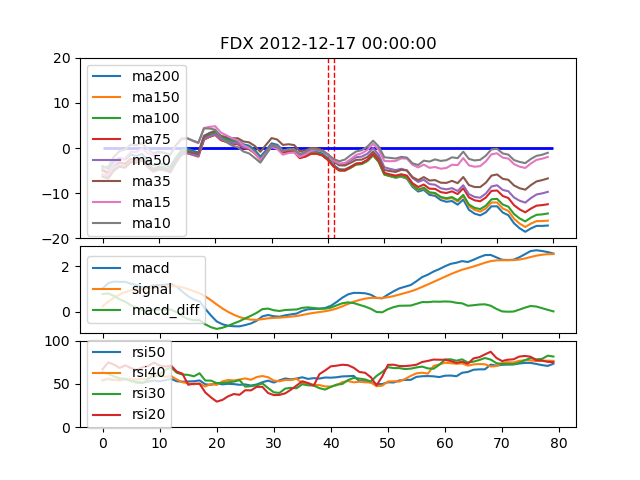 FDX 2012-12-17 00:00:00
20
10
0
−10
−20
ma200
ma150
ma100
ma75
ma50
ma35
ma15
ma10
2
0
macd
signal
macd_diff
100
50
0
rsi50
rsi40
rsi30
rsi20
0 10 20 30 40 50 60 70 80